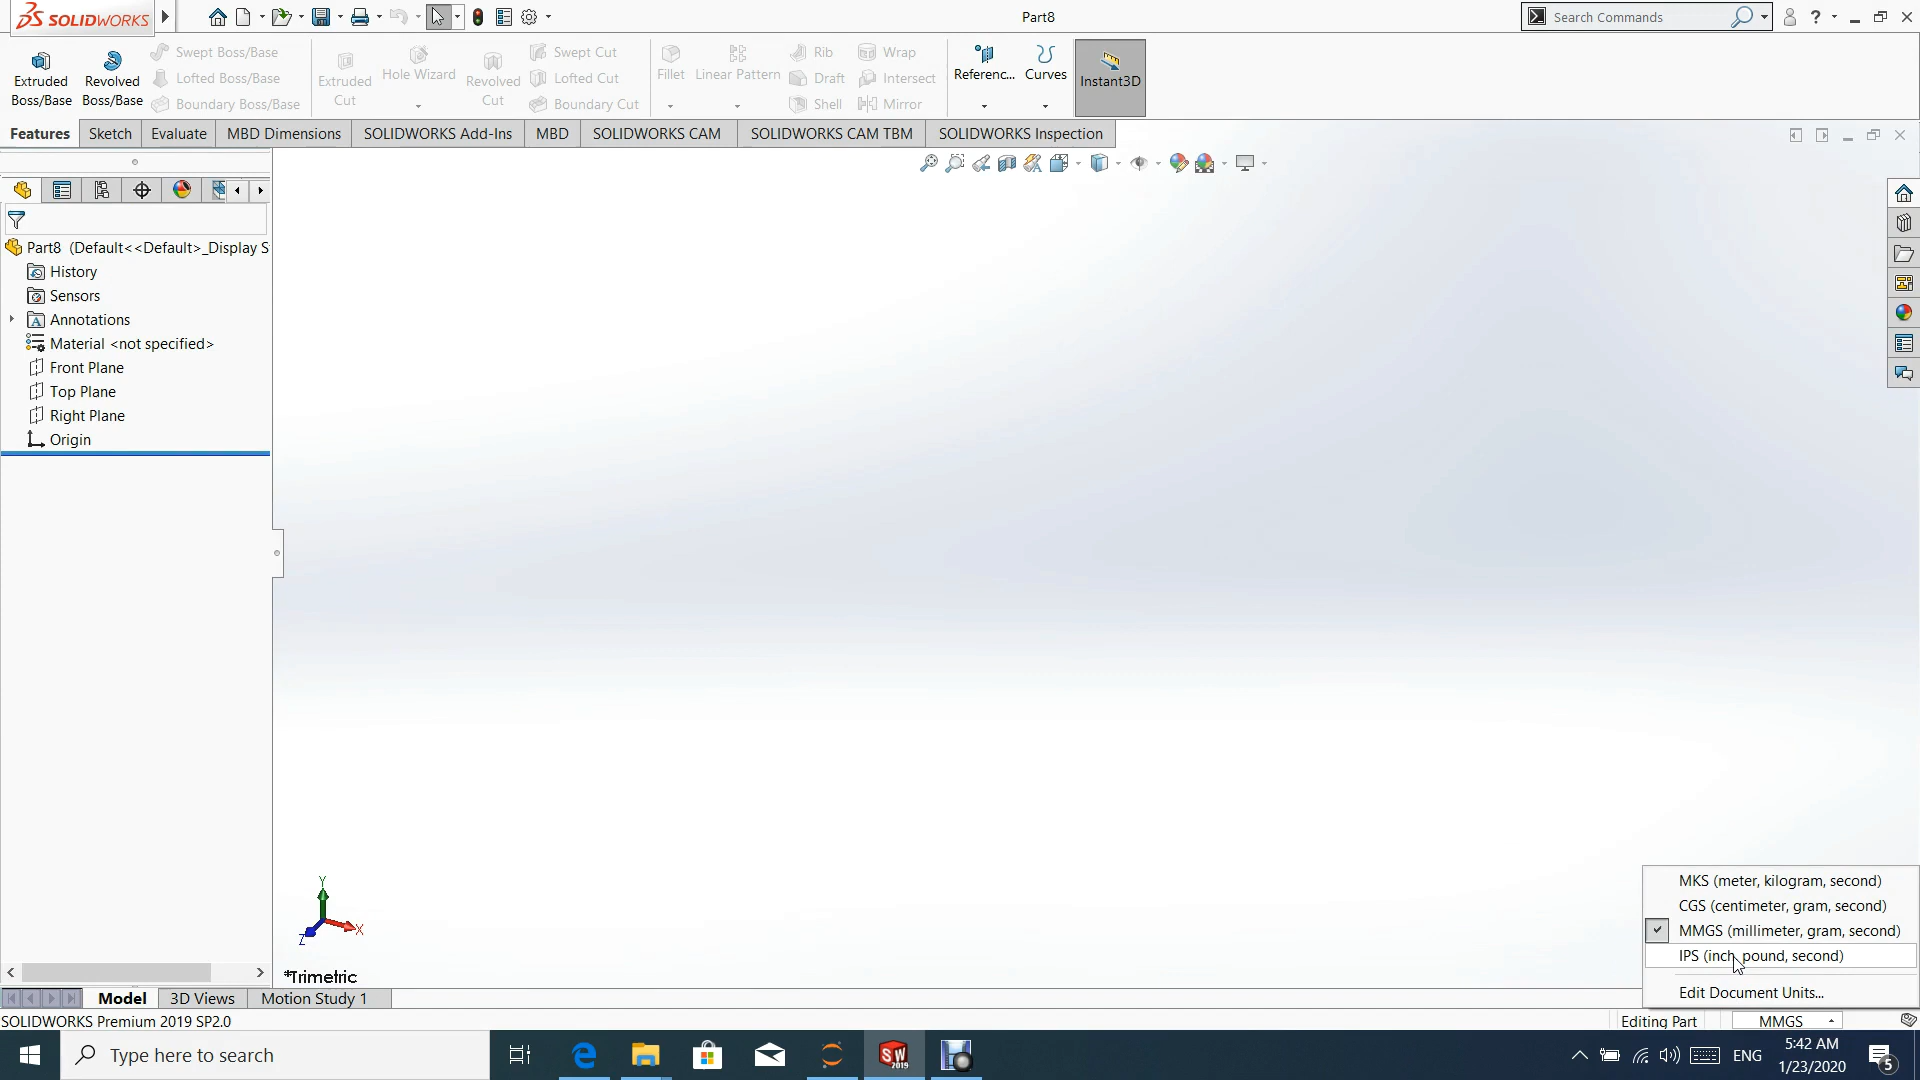 SOLIDWORKS
Part8
Search Commands
Extruded Boss/Base
Revolved Boss/Base
Swept Boss/Base
Lofted Boss/Base
Boundary Boss/Base
Extruded Cut
Hole Wizard
Revolved Cut
Swept Cut
Lofted Cut
Boundary Cut
Fillet
Linear Pattern
Rib
Draft
Shell
Wrap
Intersect
Mirror
Referenc...
Curves
Instant3D
Features
Sketch
Evaluate
MBD Dimensions
SOLIDWORKS Add-Ins
MBD
SOLIDWORKS CAM
SOLIDWORKS CAM TBM
SOLIDWORKS Inspection
Part8 (Default<<Default>_Display S
History
Sensors
Annotations
Material <not specified>
Front Plane
Top Plane
Right Plane
Origin
Y
X
Z
*Trimetric
MKS (meter, kilogram, second)
CGS (centimeter, gram, second)
MMGS (millimeter, gram, second)
IPS (inch, pound, second)
Edit Document Units...
Model
3D Views
Motion Study 1
SOLIDWORKS Premium 2019 SP2.0
Editing Part
MMGS
Type here to search
SW
2019
ENG
5:42 AM
1/23/2020
5